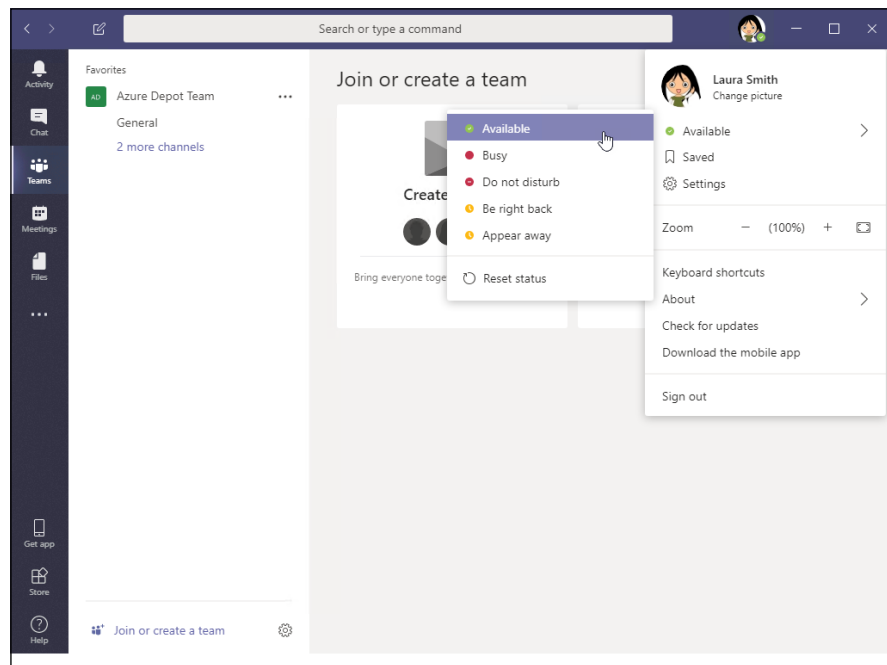 Search or type a command
Activity
Chat
Teams
Meetings
Files
Get app
Store
Help
Favorites
AD
Azure Depot Team
General
2 more channels
Join or create a team
Join or create a team
Create
Bring everyone toge
Available
Busy
Do not disturb
Be right back
Appear away
Reset status
Laura Smith
Change picture
Available
Saved
Settings
Zoom - (100%) +
Keyboard shortcuts
About
Check for updates
Download the mobile app
Sign out